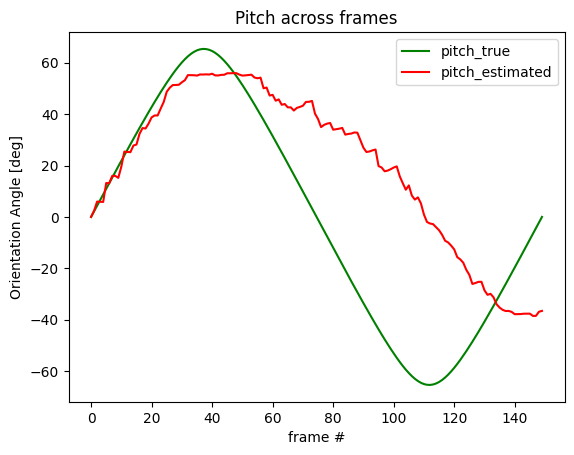 Pitch across frames
pitch_true
pitch_estimated
Orientation Angle [deg]
60
40
20
0
−20
−40
−60
0 20 40 60 80 100 120 140
frame #